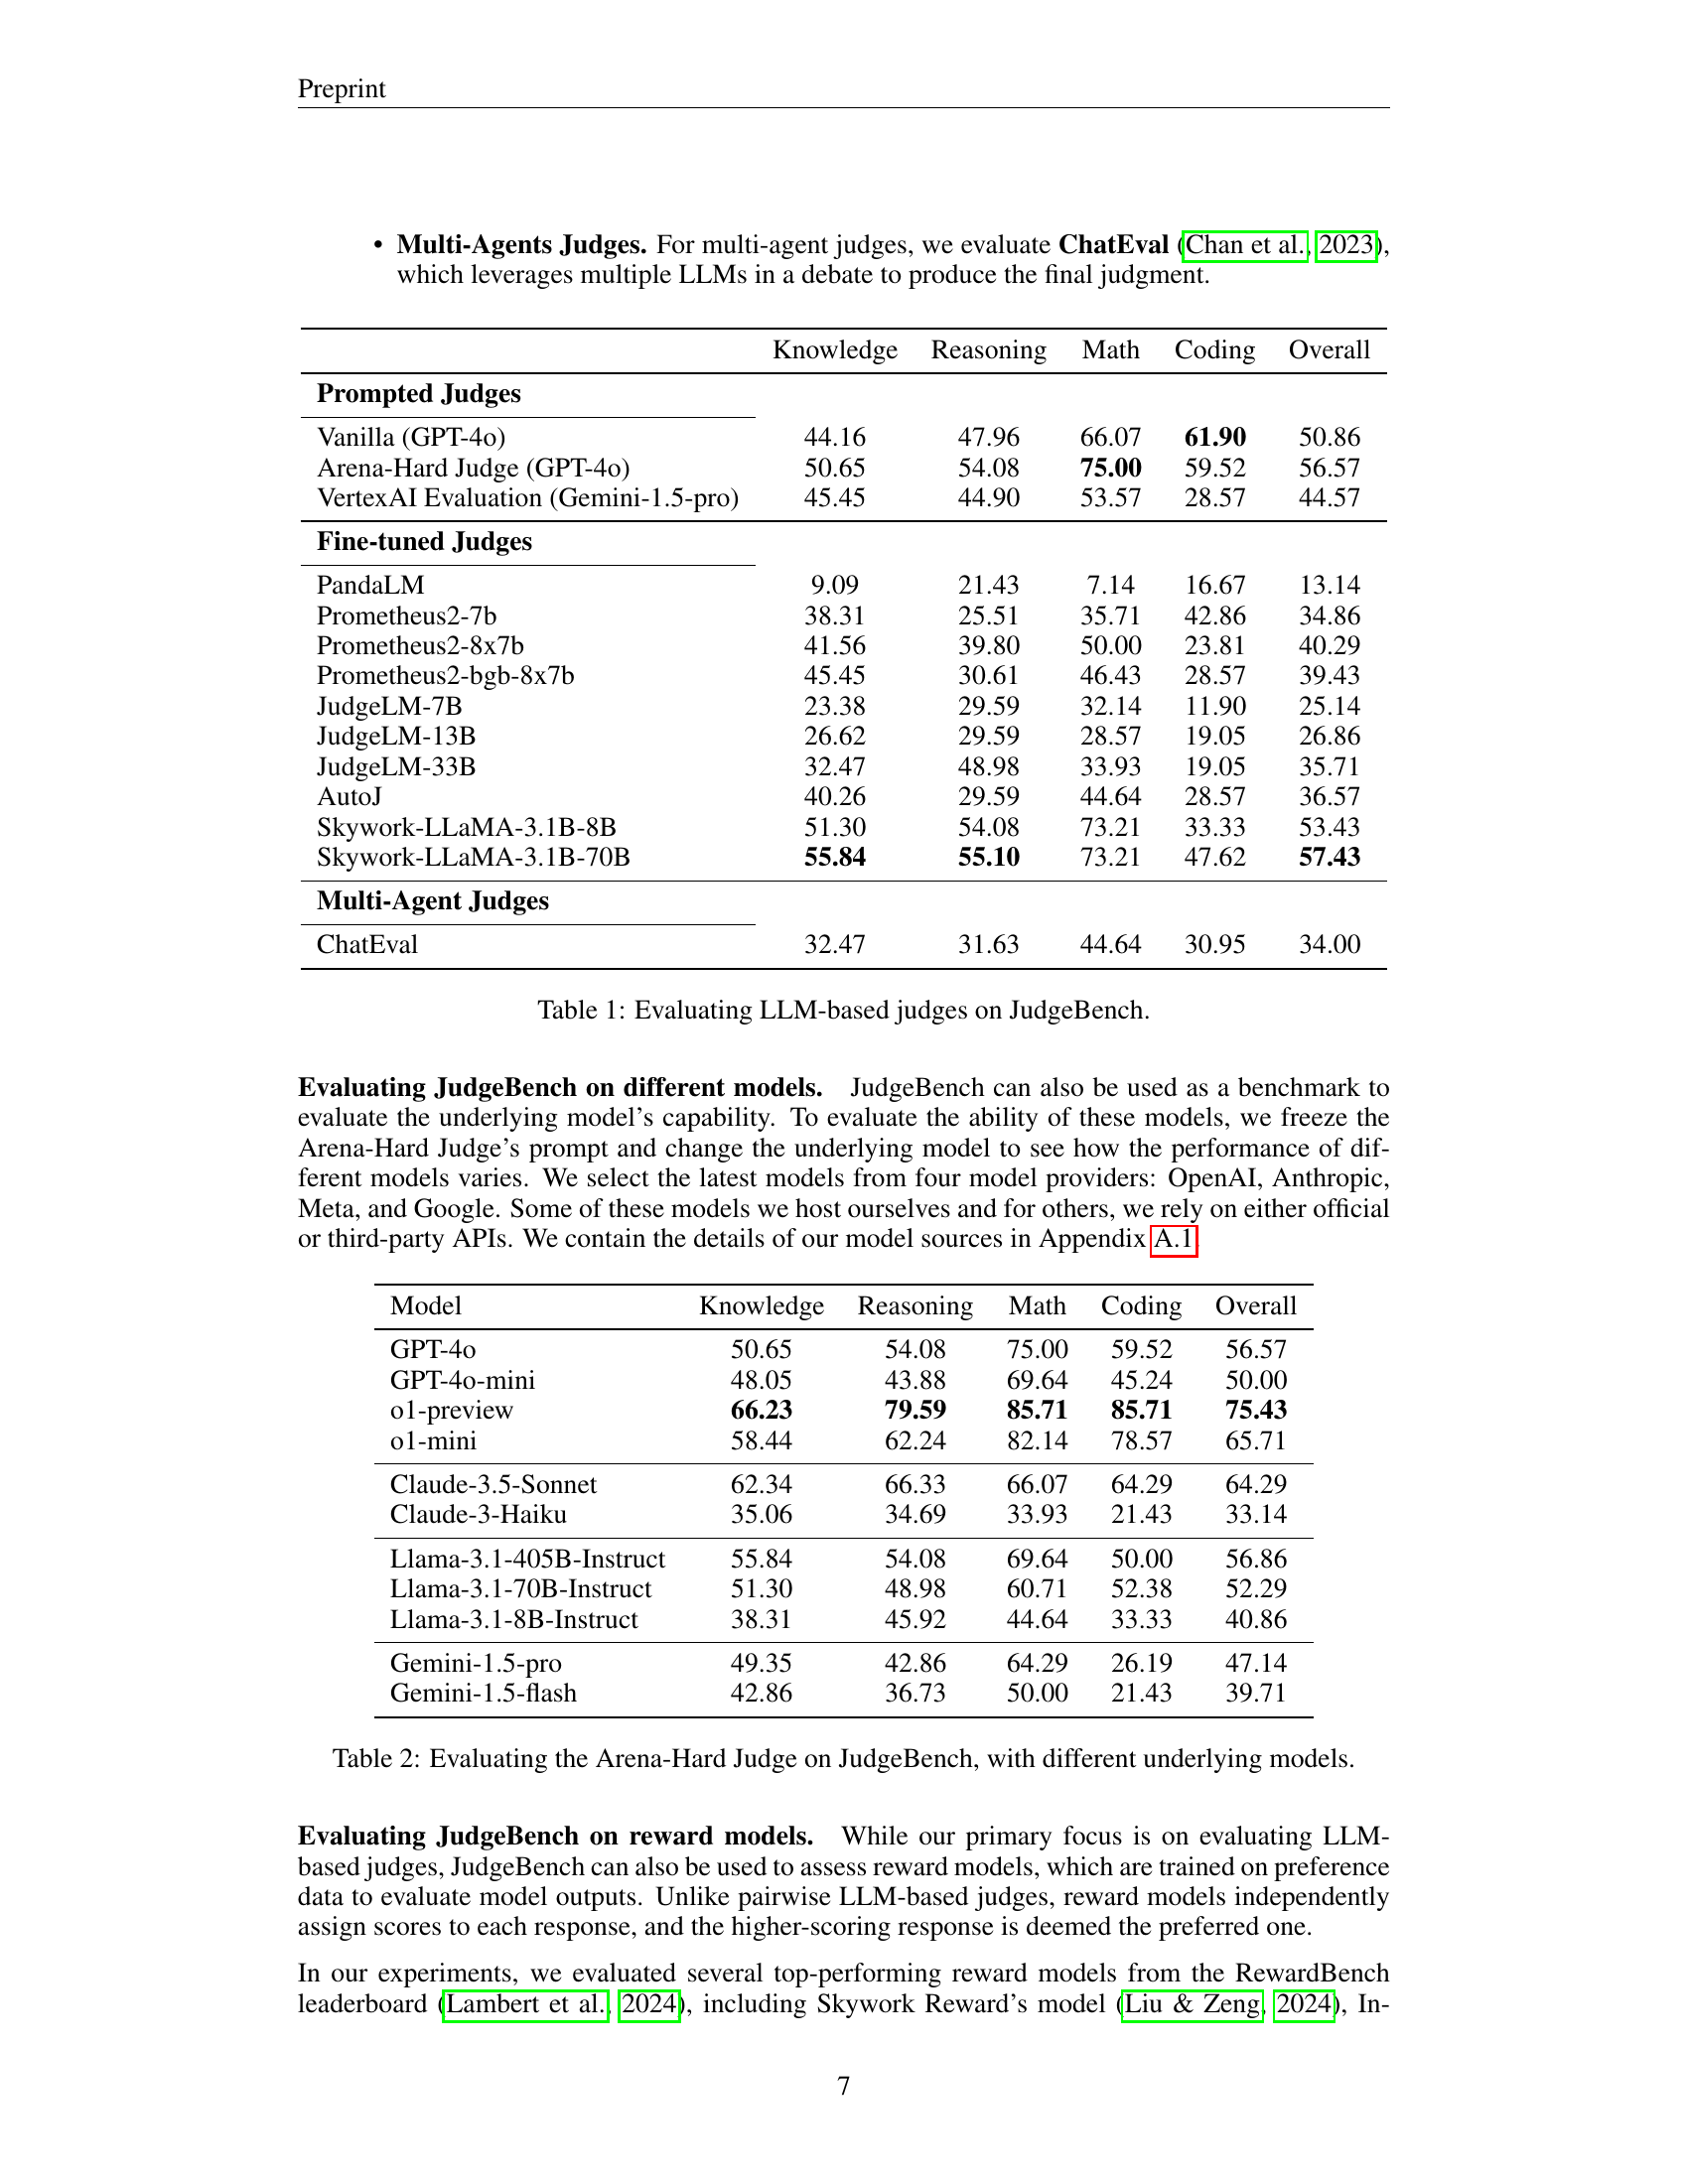 Preprint
• Multi-Agents Judges. For multi-agent judges, we evaluate ChatEval (Chan et al., 2023),
which leverages multiple LLMs in a debate to produce the final judgment.
Knowledge Reasoning Math Coding Overall
Prompted Judges
Vanilla (GPT-4o) 44.16 47.96 66.07 61.90 50.86
Arena-Hard Judge (GPT-4o) 50.65 54.08 75.00 59.52 56.57
VertexAI Evaluation (Gemini-1.5-pro) 45.45 44.90 53.57 28.57 44.57
Fine-tuned Judges
PandaLM 9.09 21.43 7.14 16.67 13.14
Prometheus2-7b 38.31 25.51 35.71 42.86 34.86
Prometheus2-8x7b 41.56 39.80 50.00 23.81 40.29
Prometheus2-bgb-8x7b 45.45 30.61 46.43 28.57 39.43
JudgeLM-7B 23.38 29.59 32.14 11.90 25.14
JudgeLM-13B 26.62 29.59 28.57 19.05 26.86
JudgeLM-33B 32.47 48.98 33.93 19.05 35.71
AutoJ 40.26 29.59 44.64 28.57 36.57
Skywork-LLaMA-3.1B-8B 51.30 54.08 73.21 33.33 53.43
Skywork-LLaMA-3.1B-70B 55.84 55.10 73.21 47.62 57.43
Multi-Agent Judges
ChatEval 32.47 31.63 44.64 30.95 34.00
Table 1: Evaluating LLM-based judges on JudgeBench.
Evaluating JudgeBench on different models. JudgeBench can also be used as a benchmark to
evaluate the underlying model's capability. To evaluate the ability of these models, we freeze the
Arena-Hard Judge's prompt and change the underlying model to see how the performance of dif-
ferent models varies. We select the latest models from four model providers: OpenAI, Anthropic,
Meta, and Google. Some of these models we host ourselves and for others, we rely on either official
or third-party APIs. We contain the details of our model sources in Appendix A.1.
Model Knowledge Reasoning Math Coding Overall
GPT-4o 50.65 54.08 75.00 59.52 56.57
GPT-4o-mini 48.05 43.88 69.64 45.24 50.00
o1-preview 66.23 79.59 85.71 85.71 75.43
o1-mini 58.44 62.24 82.14 78.57 65.71
Claude-3.5-Sonnet 62.34 66.33 66.07 64.29 64.29
Claude-3-Haiku 35.06 34.69 33.93 21.43 33.14
Llama-3.1-405B-Instruct 55.84 54.08 69.64 50.00 56.86
Llama-3.1-70B-Instruct 51.30 48.98 60.71 52.38 52.29
Llama-3.1-8B-Instruct 38.31 45.92 44.64 33.33 40.86
Gemini-1.5-pro 49.35 42.86 64.29 26.19 47.14
Gemini-1.5-flash 42.86 36.73 50.00 21.43 39.71
Table 2: Evaluating the Arena-Hard Judge on JudgeBench, with different underlying models.
Evaluating JudgeBench on reward models. While our primary focus is on evaluating LLM-
based judges, JudgeBench can also be used to assess reward models, which are trained on preference
data to evaluate model outputs. Unlike pairwise LLM-based judges, reward models independently
assign scores to each response, and the higher-scoring response is deemed the preferred one.
In our experiments, we evaluated several top-performing reward models from the RewardBench
leaderboard (Lambert et al., 2024), including Skywork Reward's model (Liu & Zeng, 2024), In-
7